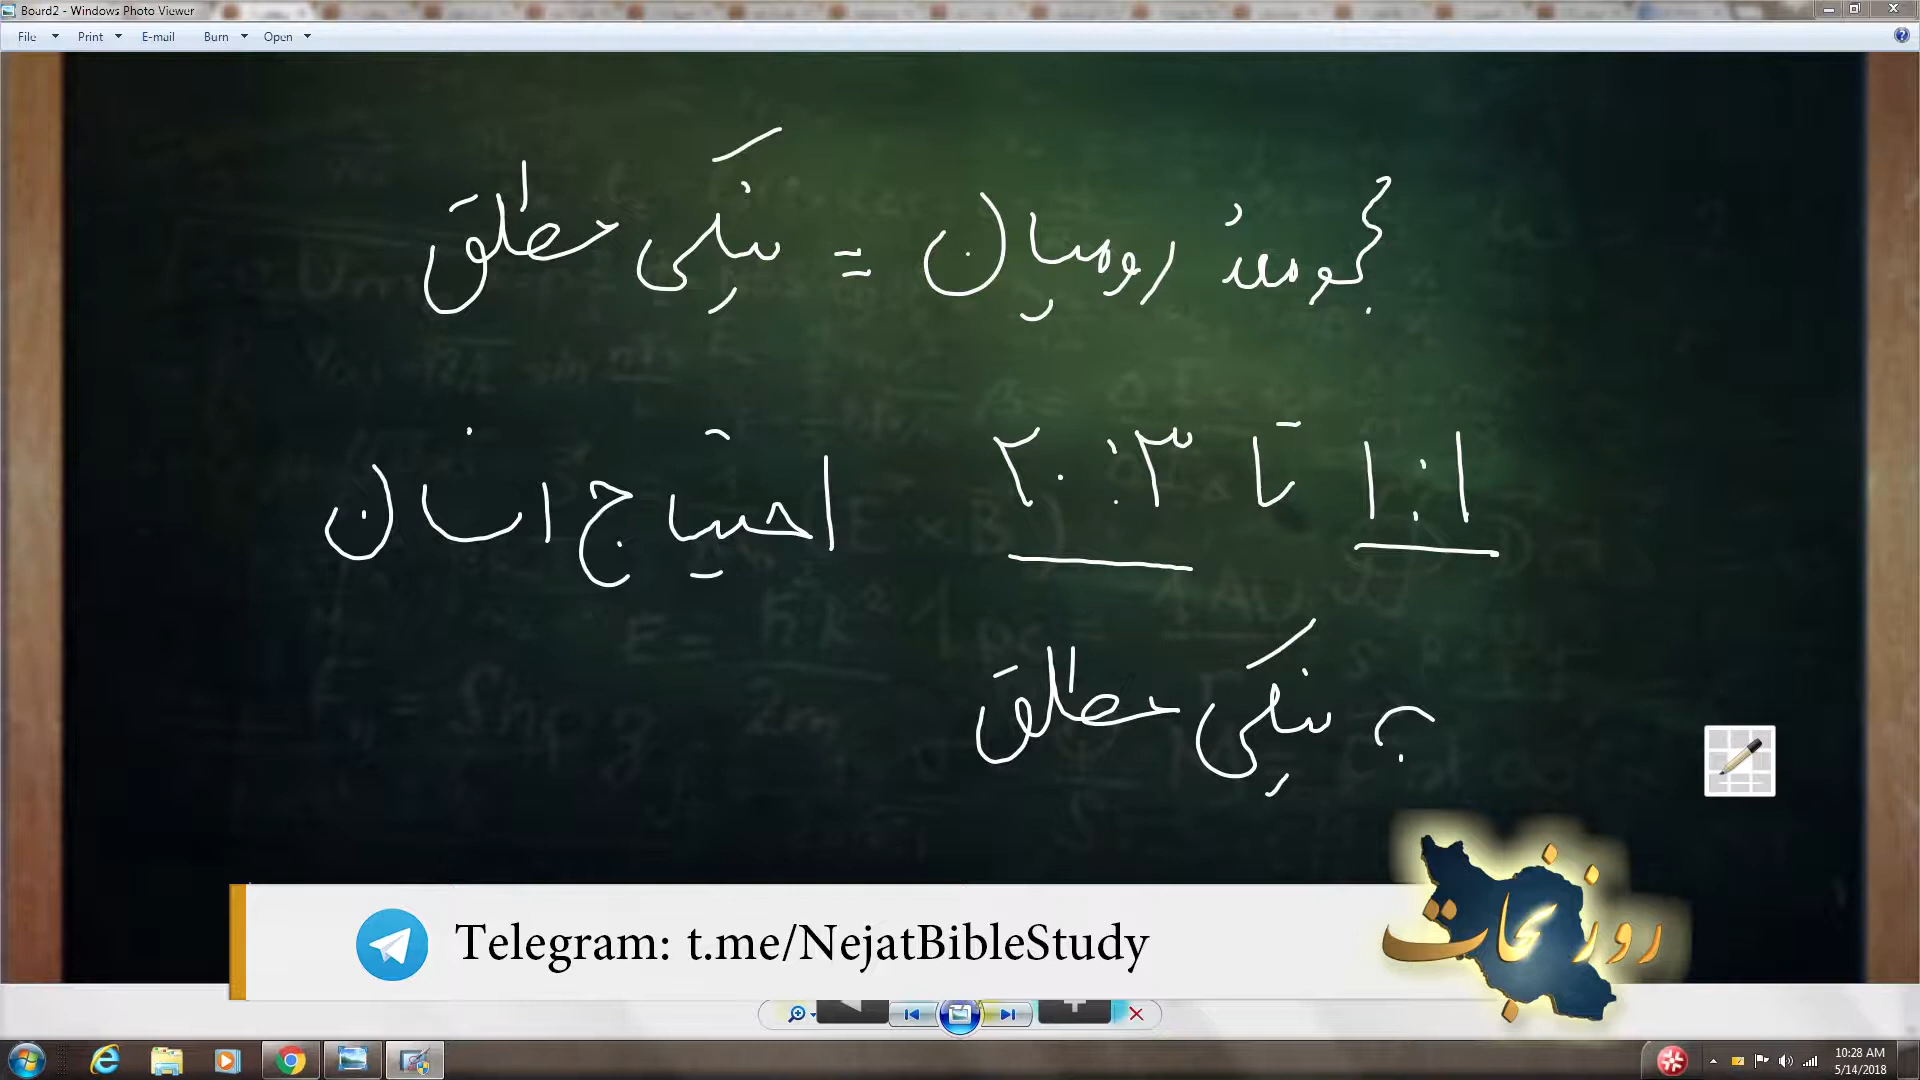 Bourd2 - Windows Photo Viewer
File Print E-mail Burn Open
رومیان = نیکی مطلق
۱:۱ تا ۲۰:۳ احتیاج انسان
به نیکی مطلق
روز نجات
Telegram: t.me/NejatBibleStudy
10:28 AM
5/14/2018